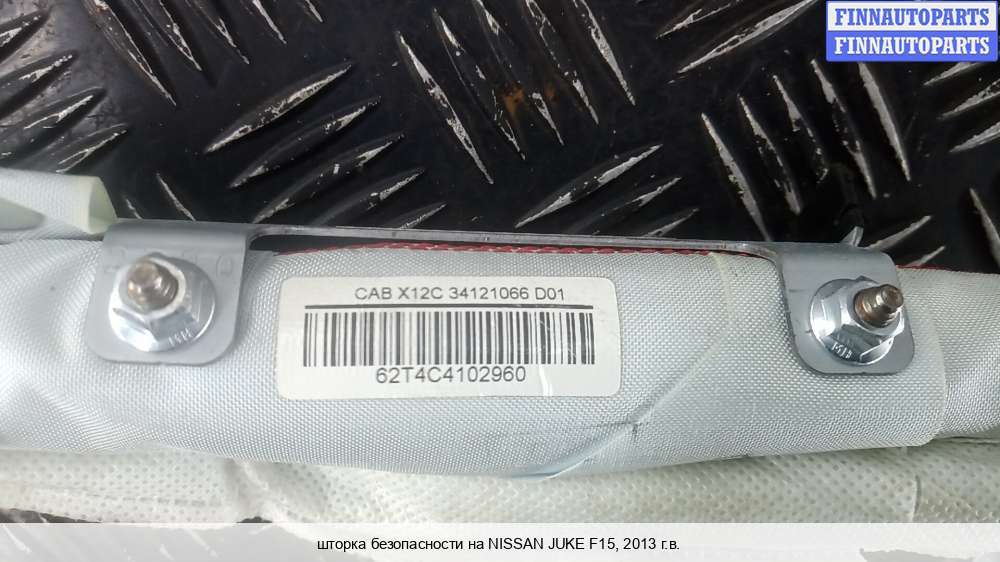 FINNAUTOPARTS
FINNAUTOPARTS
CAB X12C 34121066 D01
62T4C4102960
шторка безопасности на NISSAN JUKE F15, 2013 г.в.